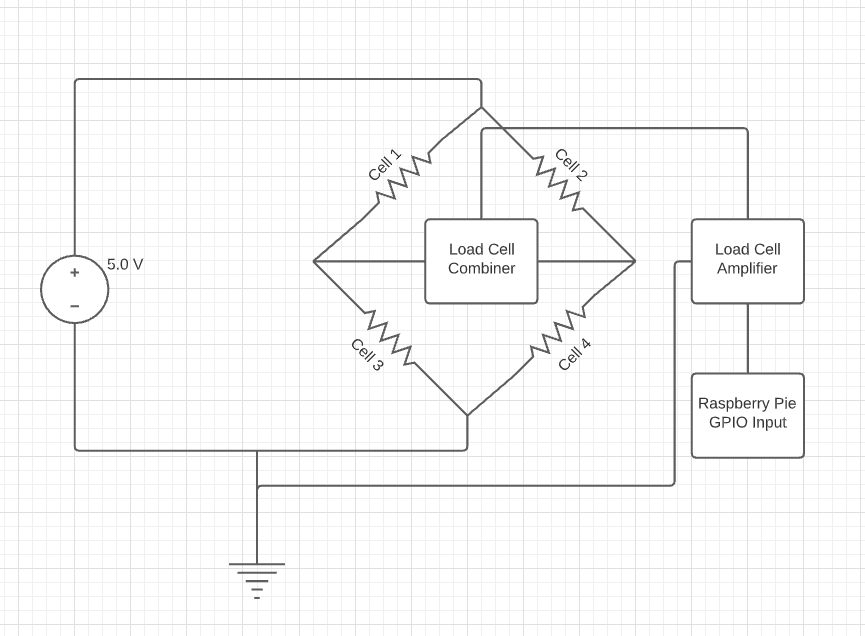 Cell 1
Cell 2
Load Cell
Combiner
Load Cell
Amplifier
5.0 V
+
−
Cell 3
Cell 4
Raspberry Pie
GPIO Input